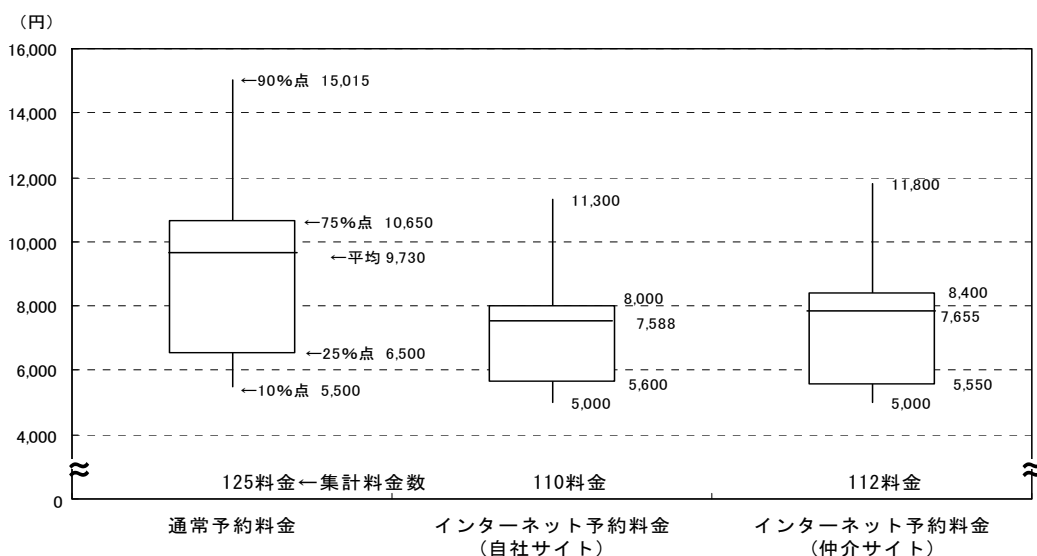 （円）
16,000
14,000
12,000
10,000
8,000
6,000
4,000
0
←90%点 15,015
←75%点 10,650
←平均 9,730
←25%点 6,500
←10%点 5,500
11,300
8,000
7,588
5,600
5,000
11,800
8,400
7,655
5,550
5,000
125料金←集計料金数
110料金
112料金
通常予約料金
インターネット予約料金
（自社サイト）
インターネット予約料金
（仲介サイト）